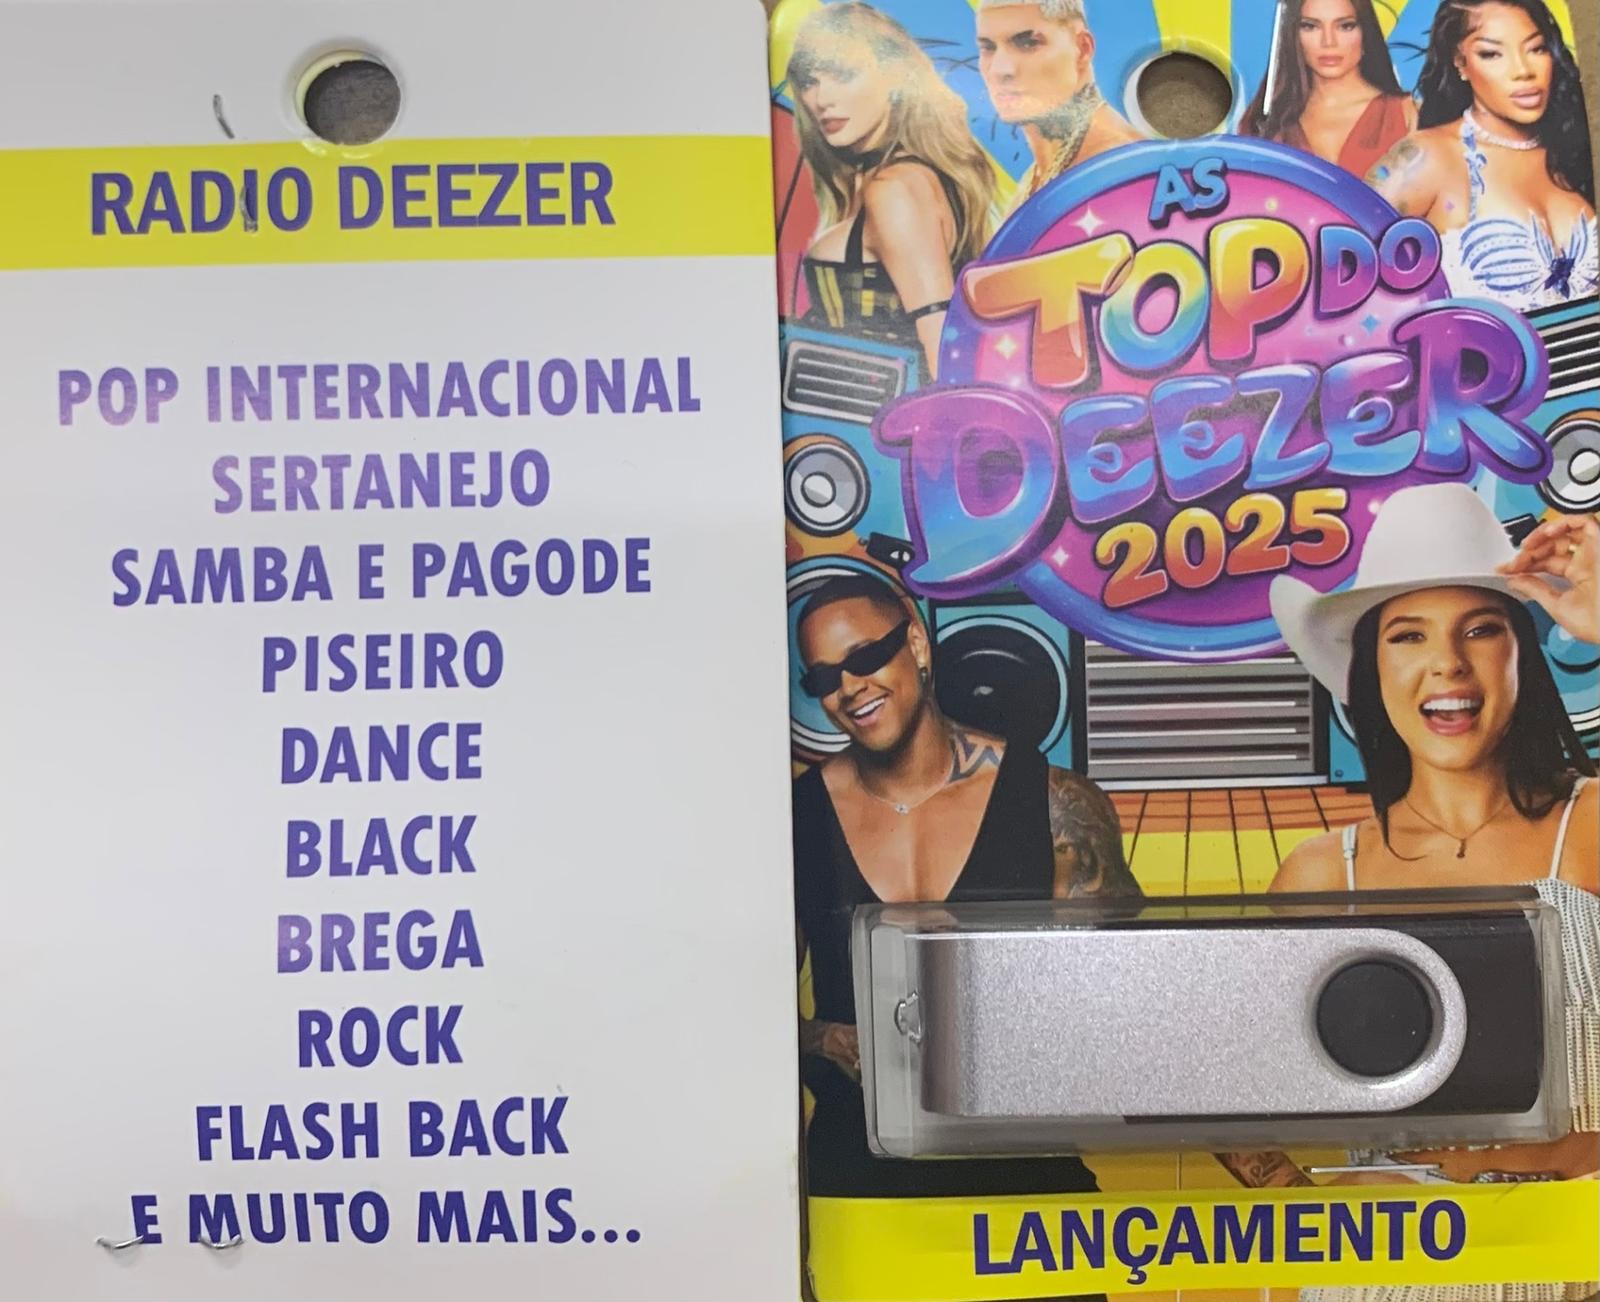 RADIO DEEZER
POP INTERNACIONAL
SERTANEJO
SAMBA E PAGODE
PISEIRO
DANCE
BLACK
BREGA
ROCK
FLASH BACK
E MUITO MAIS...
AS
TOP DO
DEEZER
2025
LANÇAMENTO